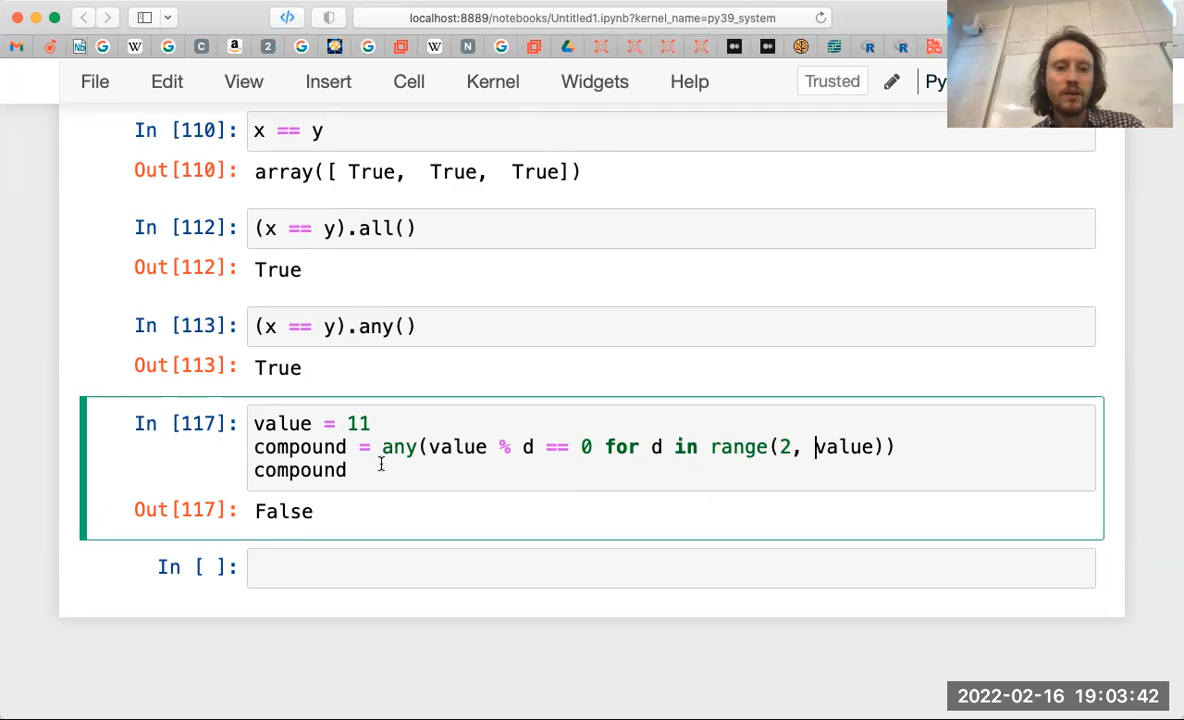 localhost:8889/notebooks/Untitled1.ipynb?kernel_name=py39_system
File Edit View Insert Cell Kernel Widgets Help Trusted Py
In [110]: x == y
Out[110]: array([ True, True, True])
In [112]: (x == y).all()
Out[112]: True
In [113]: (x == y).any()
Out[113]: True
In [117]: value = 11
compound = any(value % d == 0 for d in range(2, value))
compound
Out[117]: False
In [ ]:
2022-02-16 19:03:42